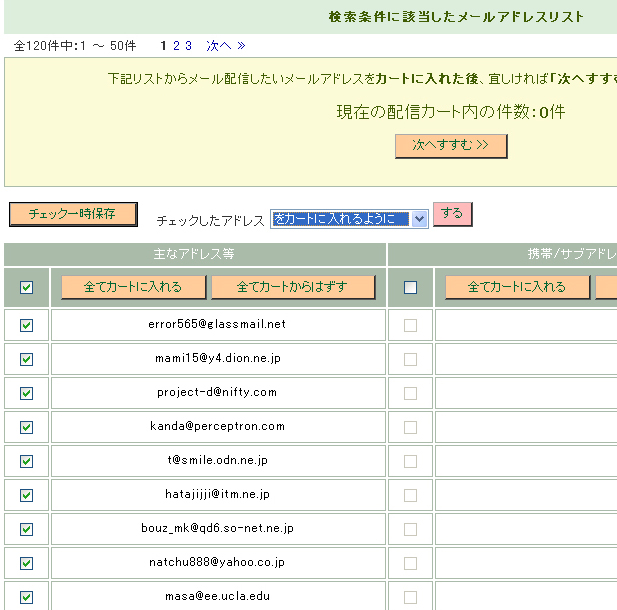 検索条件に該当したメールアドレスリスト
全120件中:1 ～ 50件 1 2 3 次へ ≫
下記リストからメール配信したいメールアドレスをカートに入れた後、宜しければ「次へすす
現在の配信カート内の件数:0件
次へすすむ ≫
チェック一時保存 チェックしたアドレス をカートに入れるように する
主なアドレス等 携帯/サブアドレ
全てカートに入れる 全てカートからはずす 全てカートに入れる
error565@glassmail.net
mami15@y4.dion.ne.jp
project-d@nifty.com
kanda@perceptron.com
t@smile.odn.ne.jp
hatajijji@itm.ne.jp
bouz_mk@qd6.so-net.ne.jp
natchu888@yahoo.co.jp
masa@ee.ucla.edu